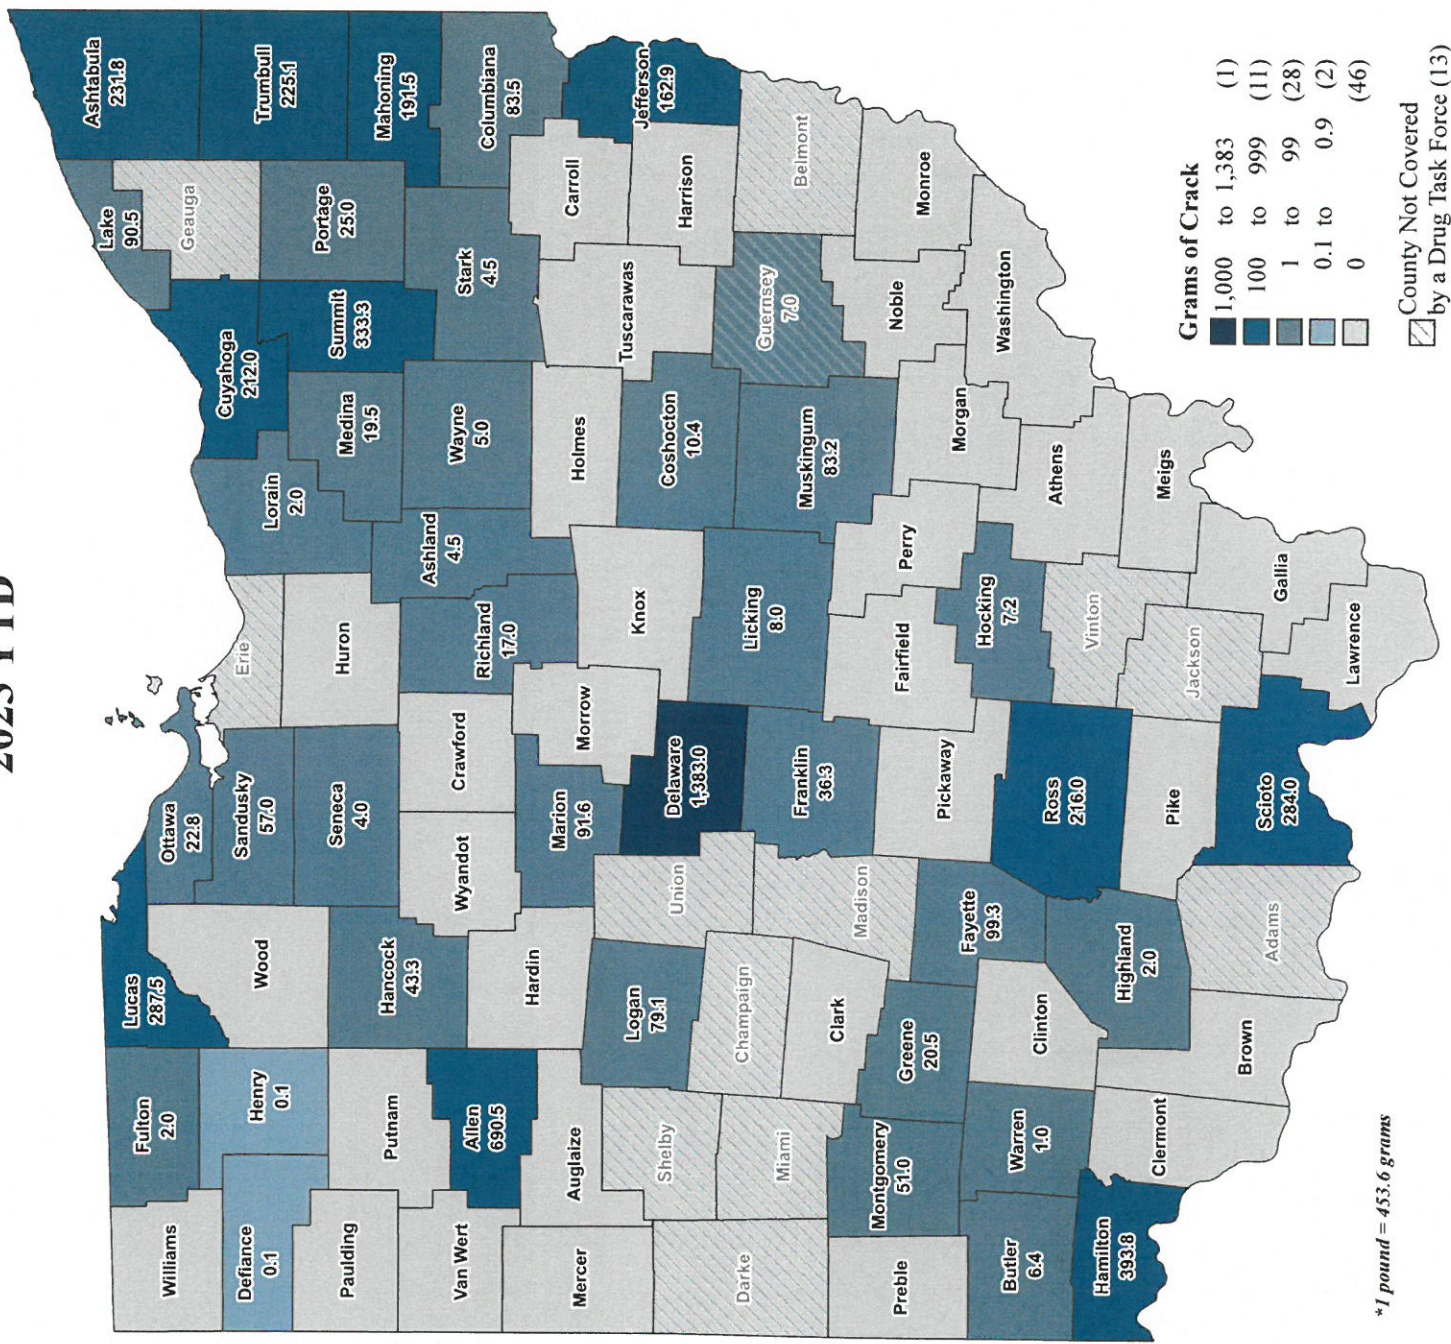 2023 YTD
Williams
Fulton
2.0
Lucas
287.5
Ottawa
22.8
Lake
90.5
Ashtabula
231.8
Defiance
0.1
Henry
0.1
Wood
Sandusky
57.0
Erie
Lorain
2.0
Cuyahoga
212.0
Geauga
Trumbull
225.1
Paulding
Putnam
Hancock
43.3
Seneca
4.0
Huron
Medina
19.5
Summit
333.3
Portage
25.0
Mahoning
191.5
Van Wert
Allen
690.5
Wyandot
Crawford
Richland
17.0
Ashland
4.5
Wayne
5.0
Stark
4.5
Columbiana
83.5
Mercer
Auglaize
Hardin
Marion
91.6
Morrow
Knox
Holmes
Tuscarawas
Carroll
Jefferson
162.9
Shelby
Logan
79.1
Union
Delaware
1,383.0
Coshocton
10.4
Harrison
Darke
Miami
Champaign
Licking
8.0
Muskingum
83.2
Guernsey
7.0
Belmont
Clark
Madison
Franklin
36.3
Preble
Montgomery
51.0
Greene
20.5
Fayette
99.3
Pickaway
Fairfield
Perry
Morgan
Noble
Monroe
Butler
6.4
Warren
1.0
Clinton
Ross
216.0
Hocking
7.2
Athens
Washington
Hamilton
393.8
Clermont
Highland
2.0
Pike
Vinton
Meigs
Brown
Adams
Scioto
284.0
Jackson
Gallia
Lawrence
Grams of Crack
1,000 to 1,383 (1)
100 to 999 (11)
1 to 99 (28)
0.1 to 0.9 (2)
0 (46)
County Not Covered
by a Drug Task Force (13)
*1 pound = 453.6 grams